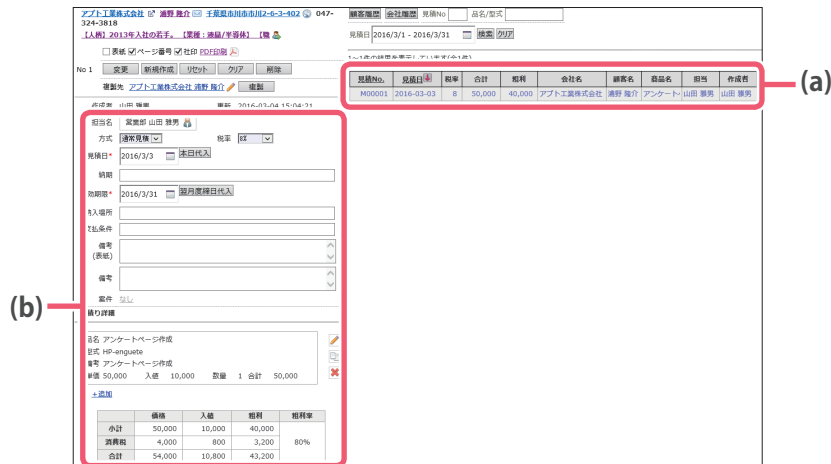 アプト工業株式会社 浦野 隆介 千葉県市川市市川2-6-3-402 047-
324-3818
【人柄】2013年入社の若手。【業種：液晶/半導体】【職
表紙 ページ番号 社印 PDF印刷
No 1 変更 新規作成 リセット クリア 削除
複製先 アプト工業株式会社 浦野 隆介 複製
作成者 山田 雅男 更新 2016-03-04 15:04:21
担当名 営業部 山田 雅男
方式 通常見積 税率 8%
見積日* 2016/3/3 本日代入
納期
効期限* 2016/3/31 翌月度締日代入
入場所
払条件
備考
(表紙)
備考
案件 なし
積り詳細
品名 アンケートページ作成
型式 HP-enguete
備考 アンケートページ作成
単価 50,000 入値 10,000 数量 1 合計 50,000
+追加
価格 入値 粗利 粗利率
小計 50,000 10,000 40,000
消費税 4,000 800 3,200 80%
合計 54,000 10,800 43,200
顧客履歴 会社履歴 見積No 品名/型式
見積日 2016/3/1 - 2016/3/31 検索 クリア
1～1件の結果を表示しています(全1件)
見積No. 見積日 税率 合計 粗利 会社名 顧客名 商品名 担当 作成者
M00001 2016-03-03 8 50,000 40,000 アプト工業株式会社 浦野 隆介 アンケート 山田 雅男 山田 雅男
(a)
(b)